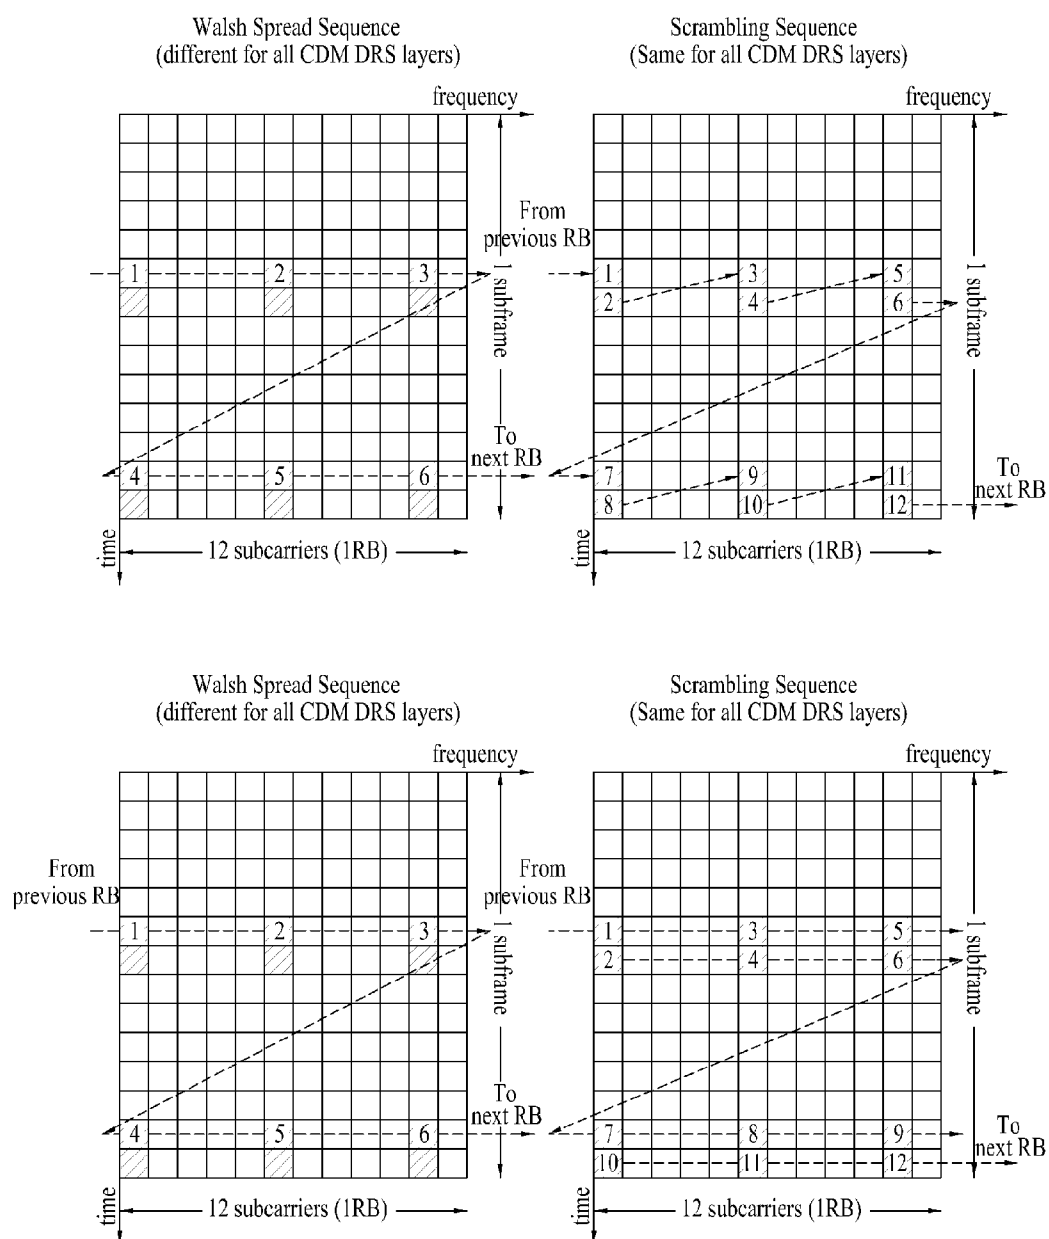 Walsh Spread Sequence
(different for all CDM DRS layers)
frequency
1 2 3
4 5 6
1 subframe
To
next RB
time
12 subcarriers (1RB)
Scrambling Sequence
(Same for all CDM DRS layers)
frequency
From
previous RB
1 3 5
2 4 6
7 9 11
8 10 12
1 subframe
To
next RB
time
12 subcarriers (1RB)
Walsh Spread Sequence
(different for all CDM DRS layers)
frequency
From
previous RB
1 2 3
4 5 6
1 subframe
To
next RB
time
12 subcarriers (1RB)
Scrambling Sequence
(Same for all CDM DRS layers)
frequency
From
previous RB
1 3 5
2 4 6
7 8 9
10 11 12
1 subframe
To
next RB
time
12 subcarriers (1RB)